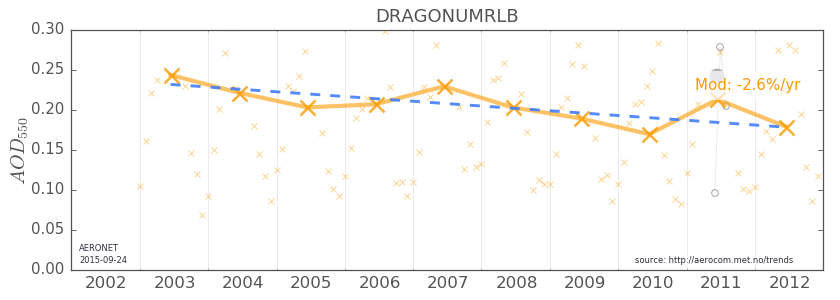 DRAGONUMRLB
0.30
0.25
0.20
0.15
0.10
0.05
0.00
AOD550
Mod: -2.6%/yr
AERONET
2015-09-24
source: http://aerocom.met.no/trends
2002 2003 2004 2005 2006 2007 2008 2009 2010 2011 2012